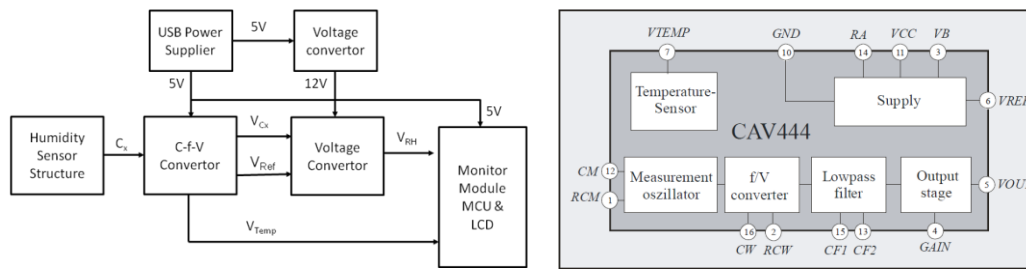 USB Power
Supplier
5V
Voltage
convertor
5V
12V
5V
Humidity
Sensor
Structure
Cx
C-f-V
Convertor
VCx
VRef
Voltage
Convertor
VRH
Monitor
Module
MCU &
LCD
VTemp
VTEMP
GND
RA
VCC
VB
7
10
14
11
3
Temperature-
Sensor
Supply
6
VREF
CAV444
CM
12
RCM
1
Measurement
oszillator
f/V
converter
Lowpass
filter
Output
stage
5
VOUT
16
2
15
13
4
CW
RCW
CF1
CF2
GAIN